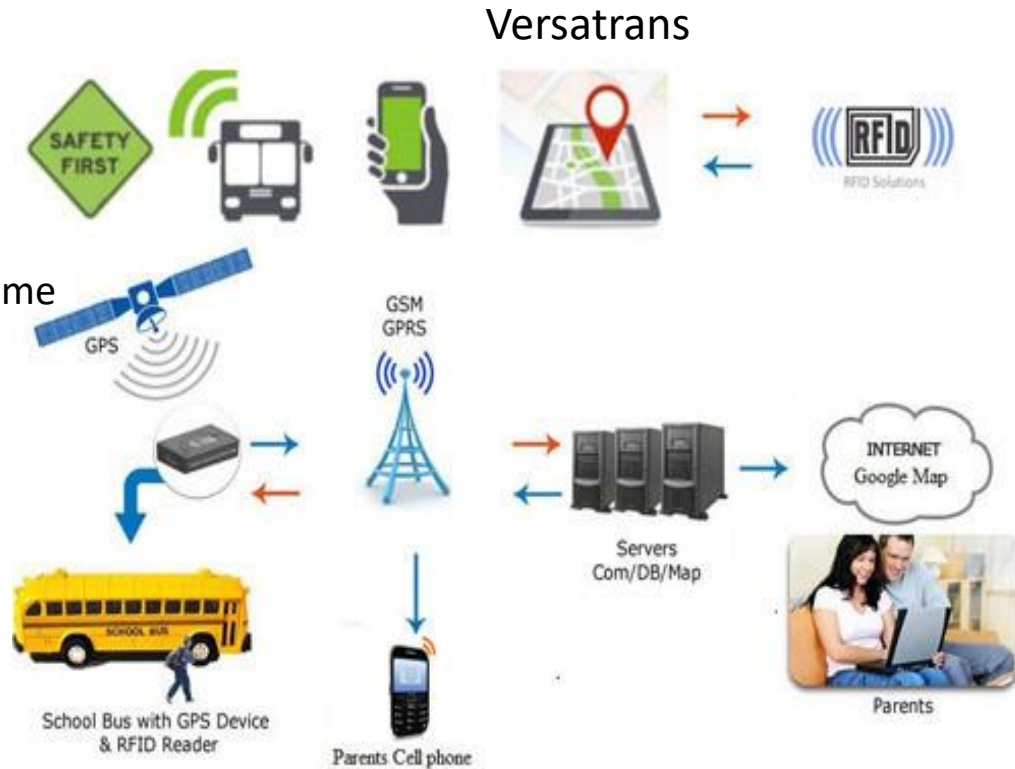 Versatrans
SAFETY
FIRST
RFID
RFID Solutions
me
GPS
GSM
GPRS
INTERNET
Google Map
Servers
Com/DB/Map
SCHOOL BUS
School Bus with GPS Device
& RFID Reader
Parents Cell phone
Parents